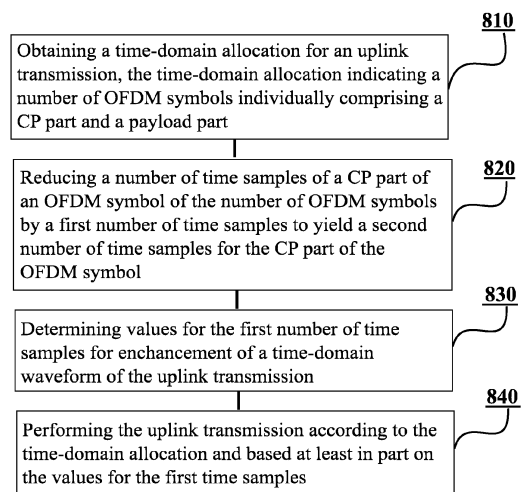 810
Obtaining a time-domain allocation for an uplink
transmission, the time-domain allocation indicating a
number of OFDM symbols individually comprising a
CP part and a payload part
820
Reducing a number of time samples of a CP part of
an OFDM symbol of the number of OFDM symbols
by a first number of time samples to yield a second
number of time samples for the CP part of the
OFDM symbol
830
Determining values for the first number of time
samples for enchancement of a time-domain
waveform of the uplink transmission
840
Performing the uplink transmission according to the
time-domain allocation and based at least in part on
the values for the first time samples